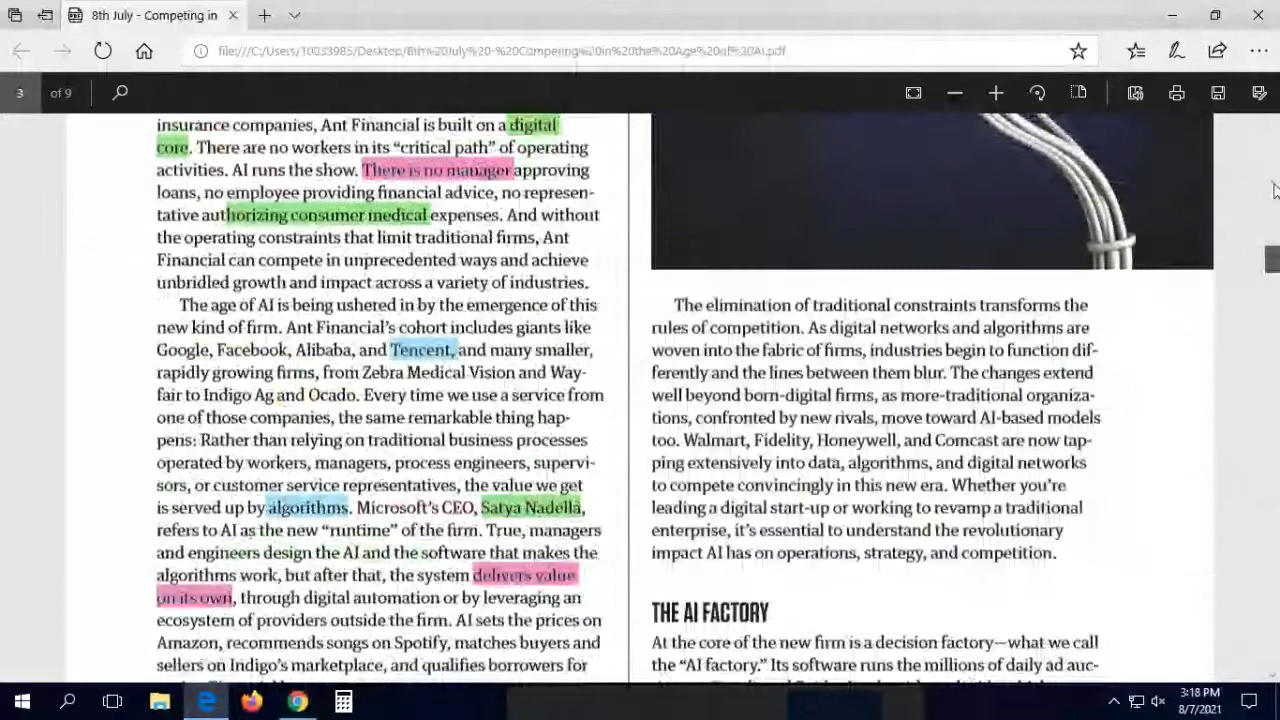 8th July - Competing in
file:///C:/Users/10033985/Desktop/8th%20July%20-%20Competing%20in%20the%20Age%20of%20AI.pdf
3 of 9
insurance companies, Ant Financial is built on a digital
core. There are no workers in its “critical path” of operating
activities. AI runs the show. There is no manager approving
loans, no employee providing financial advice, no represen-
tative authorizing consumer medical expenses. And without
the operating constraints that limit traditional firms, Ant
Financial can compete in unprecedented ways and achieve
unbridled growth and impact across a variety of industries.
The age of AI is being ushered in by the emergence of this
new kind of firm. Ant Financial’s cohort includes giants like
Google, Facebook, Alibaba, and Tencent, and many smaller,
rapidly growing firms, from Zebra Medical Vision and Way-
fair to Indigo Ag and Ocado. Every time we use a service from
one of those companies, the same remarkable thing hap-
pens: Rather than relying on traditional business processes
operated by workers, managers, process engineers, supervi-
sors, or customer service representatives, the value we get
is served up by algorithms. Microsoft’s CEO, Satya Nadella,
refers to AI as the new “runtime” of the firm. True, managers
and engineers design the AI and the software that makes the
algorithms work, but after that, the system delivers value
on its own, through digital automation or by leveraging an
ecosystem of providers outside the firm. AI sets the prices on
Amazon, recommends songs on Spotify, matches buyers and
sellers on Indigo’s marketplace, and qualifies borrowers for
The elimination of traditional constraints transforms the
rules of competition. As digital networks and algorithms are
woven into the fabric of firms, industries begin to function dif-
ferently and the lines between them blur. The changes extend
well beyond born-digital firms, as more-traditional organiza-
tions, confronted by new rivals, move toward AI-based models
too. Walmart, Fidelity, Honeywell, and Comcast are now tap-
ping extensively into data, algorithms, and digital networks
to compete convincingly in this new era. Whether you’re
leading a digital start-up or working to revamp a traditional
enterprise, it’s essential to understand the revolutionary
impact AI has on operations, strategy, and competition.
THE AI FACTORY
At the core of the new firm is a decision factory—what we call
the “AI factory.” Its software runs the millions of daily ad auc-
3:18 PM
8/7/2021